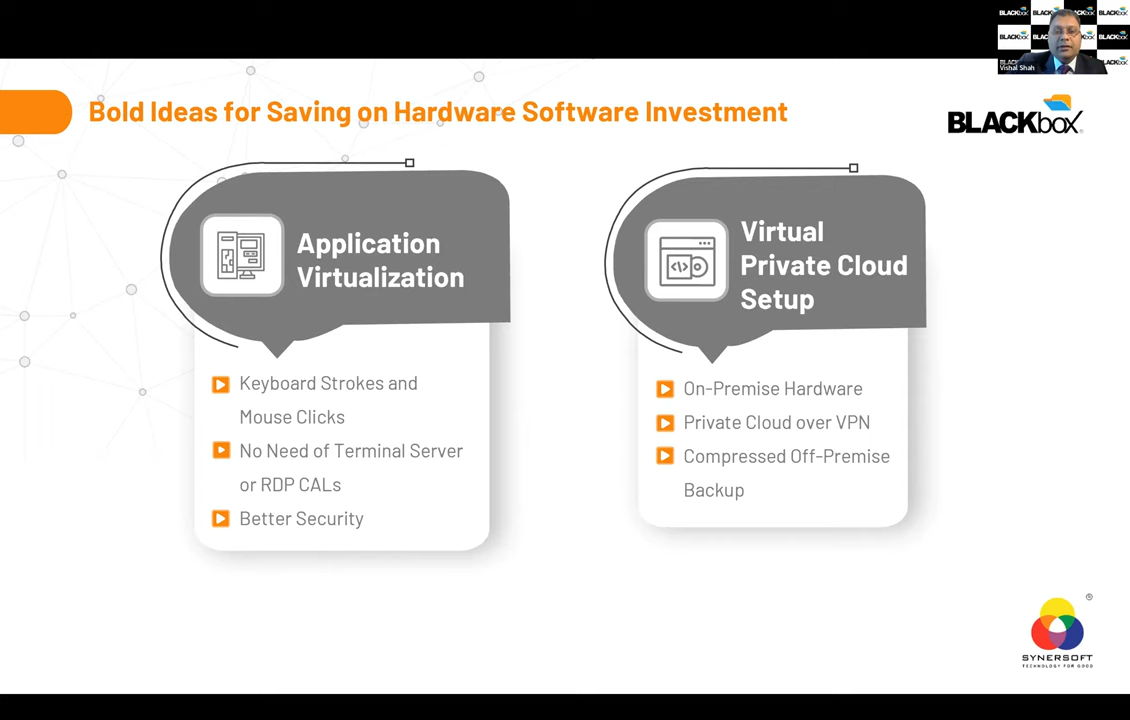 BLACKbox
Vishal Shah
Bold Ideas for Saving on Hardware Software Investment
BLACKbox
Application
Virtualization
Keyboard Strokes and
Mouse Clicks
No Need of Terminal Server
or RDP CALs
Better Security
Virtual
Private Cloud
Setup
On-Premise Hardware
Private Cloud over VPN
Compressed Off-Premise
Backup
SYNERSOFT
TECHNOLOGY FOR GOOD